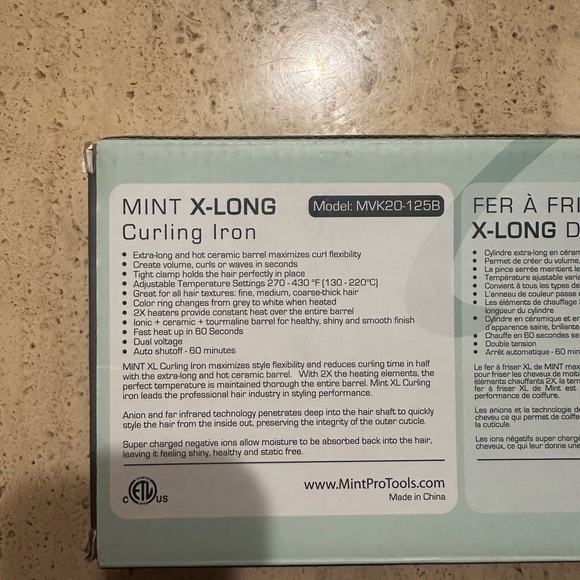 MINT X-LONG
Model: MVK20-125B
Curling Iron
• Extra-long and hot ceramic barrel maximizes curl flexibility
• Create volume, curls or waves in seconds
• Tight clamp holds the hair perfectly in place
• Adjustable Temperature Settings 270 - 430 °F (130 - 220°C)
• Great for all hair textures: fine, medium, coarse-thick hair
• Color ring changes from grey to white when heated
• 2X heaters provide constant heat over the entire barrel
• Ionic + ceramic + tourmaline barrel for healthy, shiny and smooth finish
• Fast heat up in 60 Seconds
• Dual voltage
• Auto shutoff - 60 minutes
MINT XL Curling Iron maximizes style flexibility and reduces curling time in half
with the extra-long and hot ceramic barrel. With 2X the heating elements, the
perfect temperature is maintained thorough the entire barrel. Mint XL Curling
iron leads the professional hair industry in styling performance.
Anion and far infrared technology penetrates deep into the hair shaft to quickly
style the hair from the inside out, preserving the integrity of the outer cuticle.
Super charged negative ions allow moisture to be absorbed back into the hair,
leaving it feeling shiny, healthy and static free.
C ETL US
www.MintProTools.com
Made in China
FER À FRI
X-LONG D
• Cylindre extra-long en céram
• Permet de créer du volume,
• La pince serrée maintient le
• Température ajustable varia
• Convient à tous les types de
• L'anneau de couleur passe d
• Les éléments de chauffage
longueur du cylindre
• Cylindre en céramique et en
d'apparence saine, brillante
• Chauffe en 60 secondes se
• Double tension
• Arrêt automatique - 60 min
Le fer à friser XL de MINT max
pour friser les cheveux de moit
éléments chauffants 2X, la tem
fer à friser XL de Mint est
performance de coiffure.
Les anions et la technologie de
cheveu ce qui permet de coiffe
la cuticule.
Les ions négatifs super chargé
cheveux, ce qui leur donne une